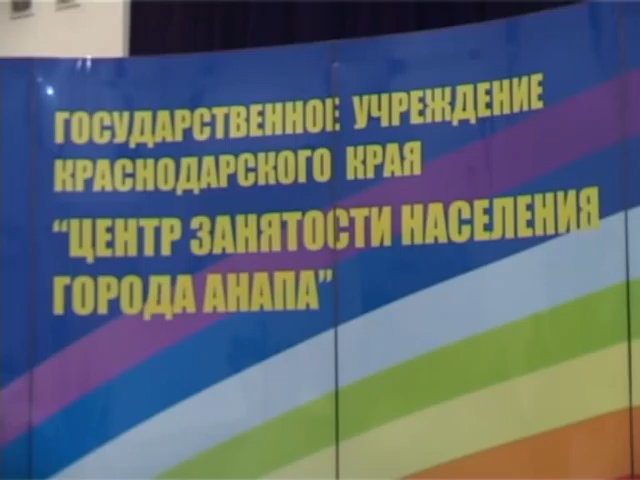 ГОСУДАРСТВЕННОЕ УЧРЕЖДЕНИЕ
КРАСНОДАРСКОГО КРАЯ
“ЦЕНТР ЗАНЯТОСТИ НАСЕЛЕНИЯ
ГОРОДА АНАПА”